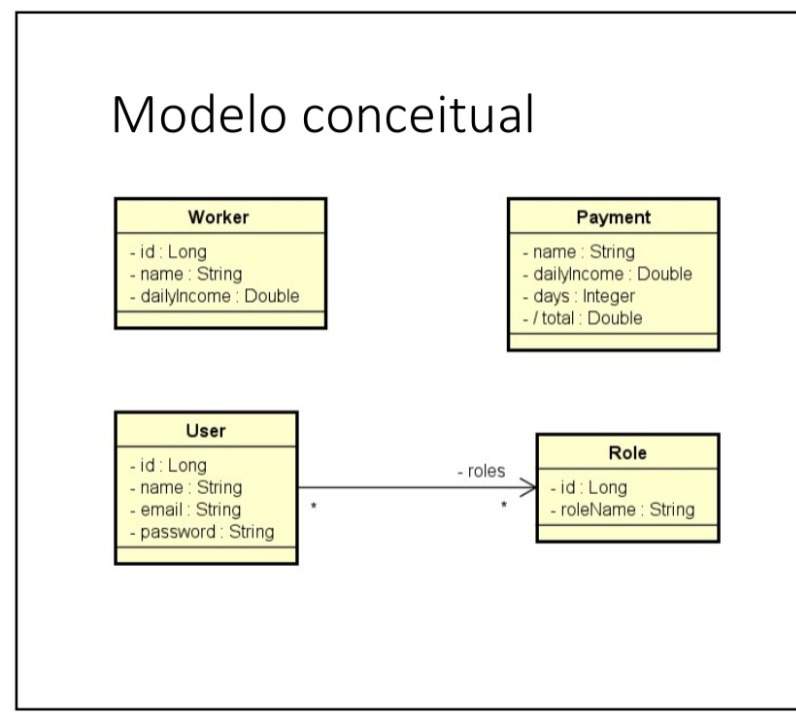 Modelo conceitual
Worker
- id : Long
- name : String
- dailyIncome : Double
Payment
- name : String
- dailyIncome : Double
- days : Integer
- / total : Double
User
- id : Long
- name : String
- email : String
- password : String
- roles
*
*
Role
- id : Long
- roleName : String